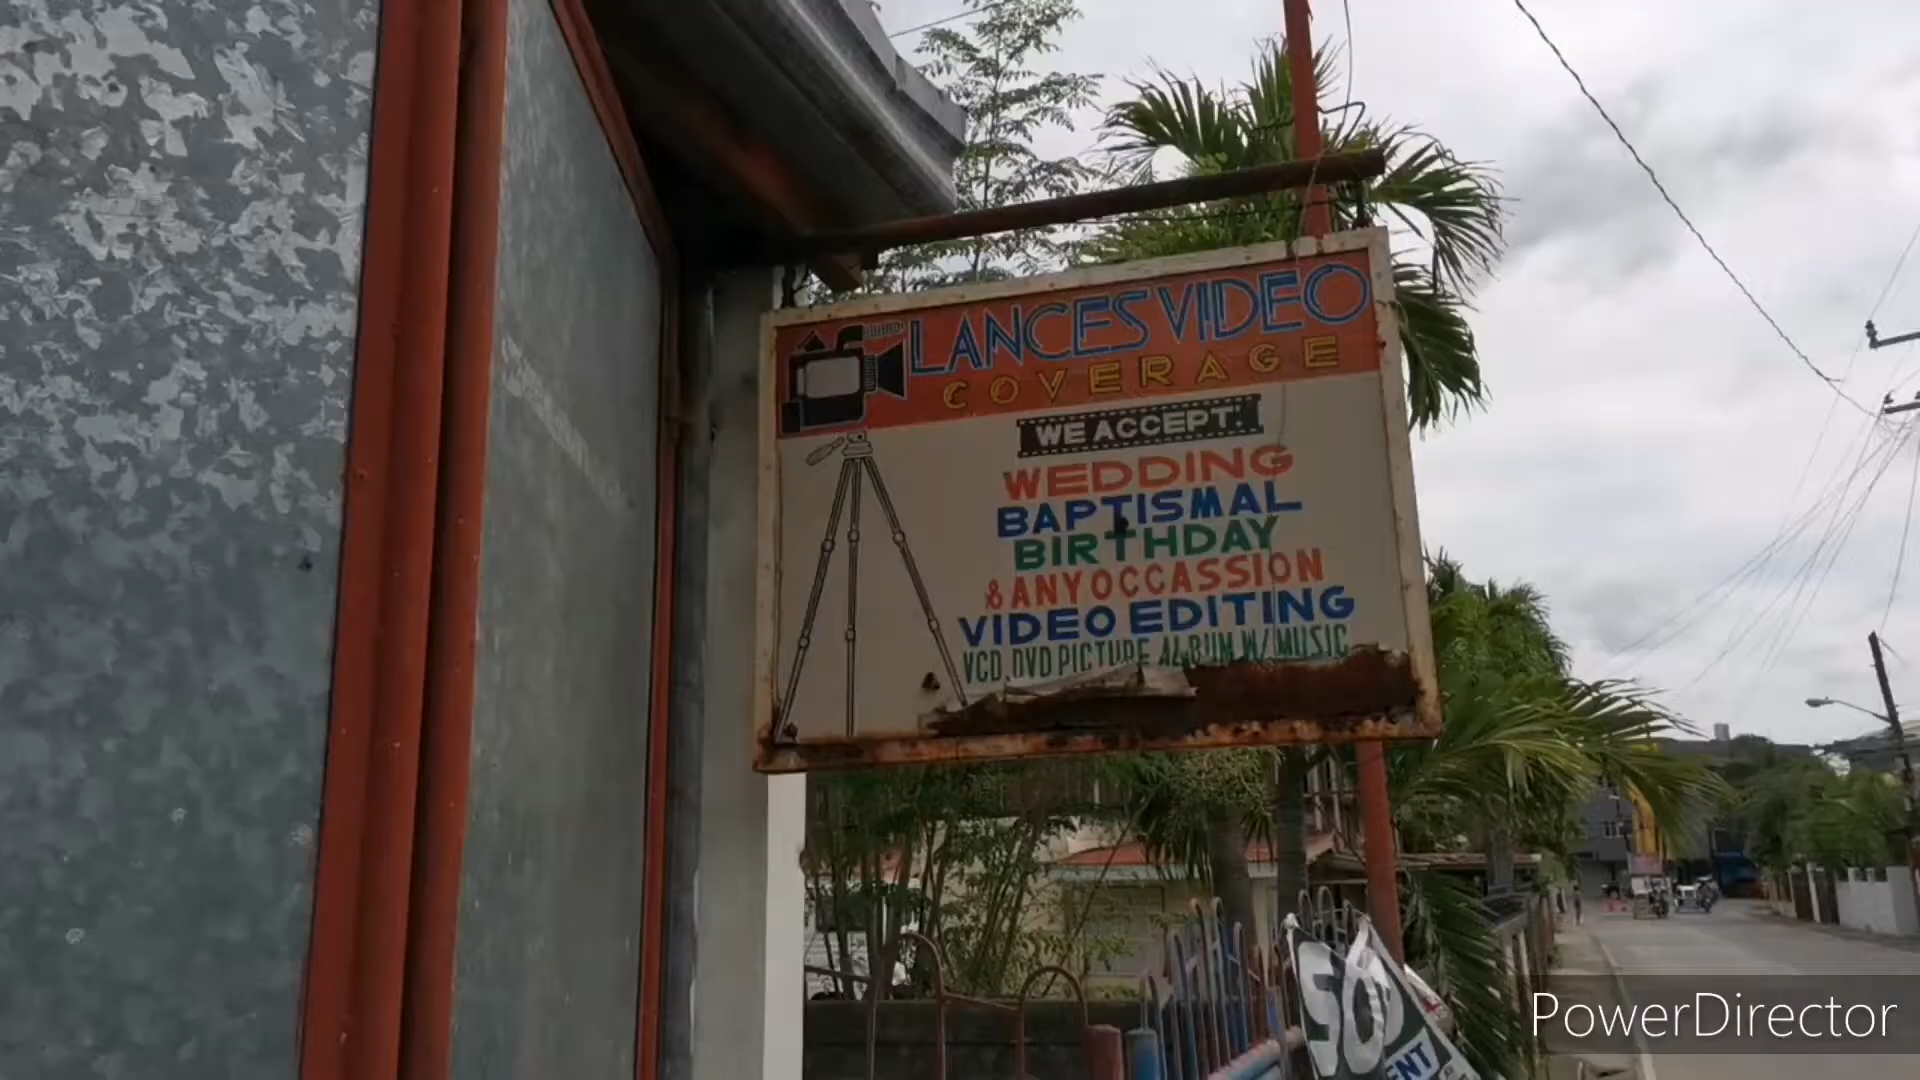 LANCES VIDEO
COVERAGE
WE ACCEPT:
WEDDING
BAPTISMAL
BIRTHDAY
& ANY OCCASSION
VIDEO EDITING
VCD, DVD PICTURE ALBUM W/ MUSIC
PowerDirector